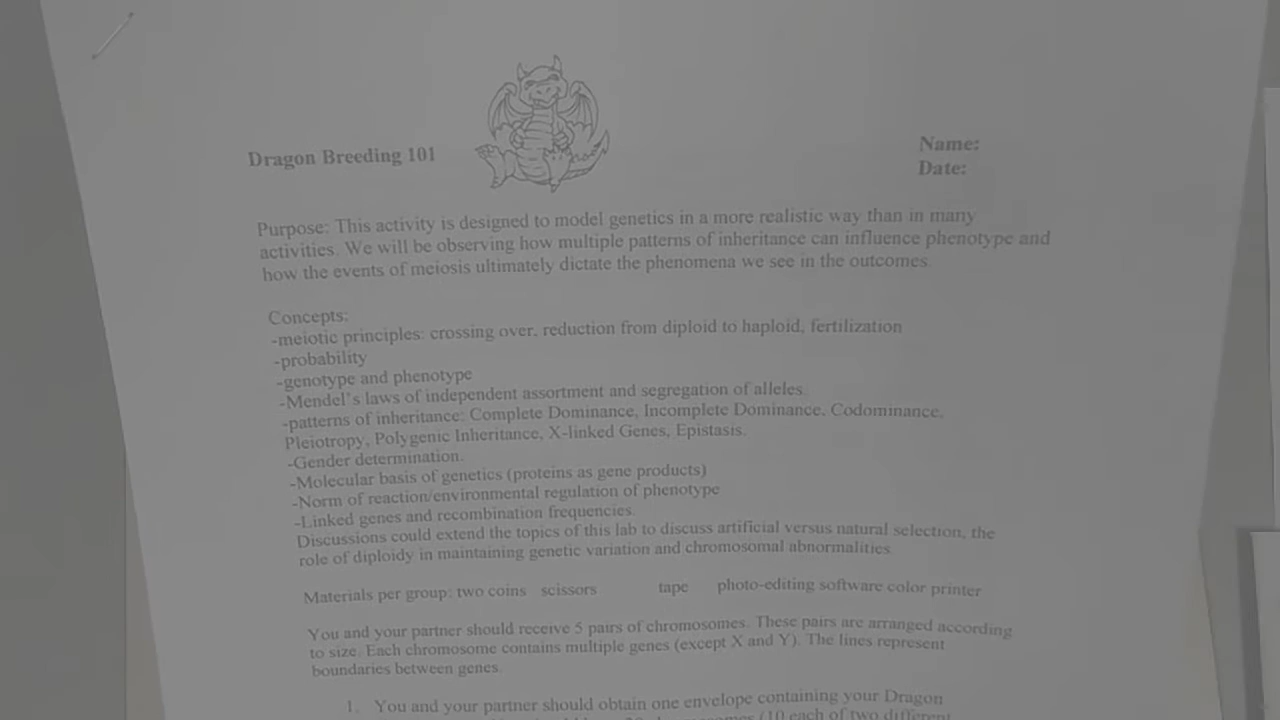 Dragon Breeding 101
Name:
Date:
Purpose: This activity is designed to model genetics in a more realistic way than in many
activities. We will be observing how multiple patterns of inheritance can influence phenotype and
how the events of meiosis ultimately dictate the phenomena we see in the outcomes.
Concepts:
-meiotic principles: crossing over, reduction from diploid to haploid, fertilization
-probability
-genotype and phenotype
-Mendel's laws of independent assortment and segregation of alleles.
-patterns of inheritance: Complete Dominance, Incomplete Dominance, Codominance,
Pleiotropy, Polygenic Inheritance, X-linked Genes, Epistasis.
-Gender determination.
-Molecular basis of genetics (proteins as gene products)
-Norm of reaction/environmental regulation of phenotype
-Linked genes and recombination frequencies.
Discussions could extend the topics of this lab to discuss artificial versus natural selection, the
role of diploidy in maintaining genetic variation and chromosomal abnormalities.
Materials per group: two coins scissors tape photo-editing software color printer
You and your partner should receive 5 pairs of chromosomes. These pairs are arranged according
to size. Each chromosome contains multiple genes (except X and Y). The lines represent
boundaries between genes.
1. You and your partner should obtain one envelope containing your Dragon
chromosomes (10 each of two different